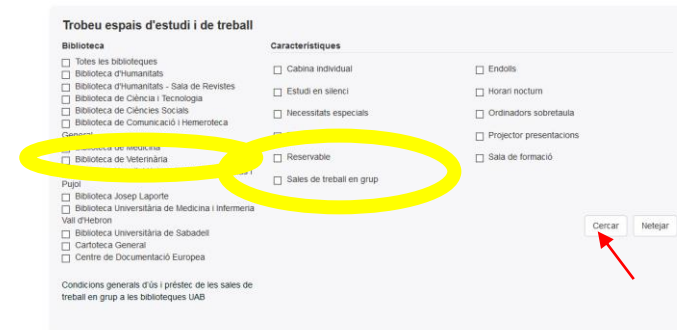 Trobeu espais d'estudi i de treball
Biblioteca
Totes les biblioteques
Biblioteca d'Humanitats
Biblioteca d'Humanitats - Sala de Revistes
Biblioteca de Ciència i Tecnologia
Biblioteca de Ciències Socials
Biblioteca de Comunicació i Hemeroteca
General
Biblioteca de Medicina
Biblioteca de Veterinària
Pujol
Biblioteca Josep Laporte
Biblioteca Universitària de Medicina i Infermeria
Vall d'Hebron
Biblioteca Universitària de Sabadell
Cartoteca General
Centre de Documentació Europea
Condicions generals d'ús i préstec de les sales de
treball en grup a les biblioteques UAB
Característiques
Cabina individual
Estudi en silenci
Necessitats especials
Reservable
Sales de treball en grup
Endolls
Horari nocturn
Ordinadors sobretaula
Projector presentacions
Sala de formació
Cercar
Netejar